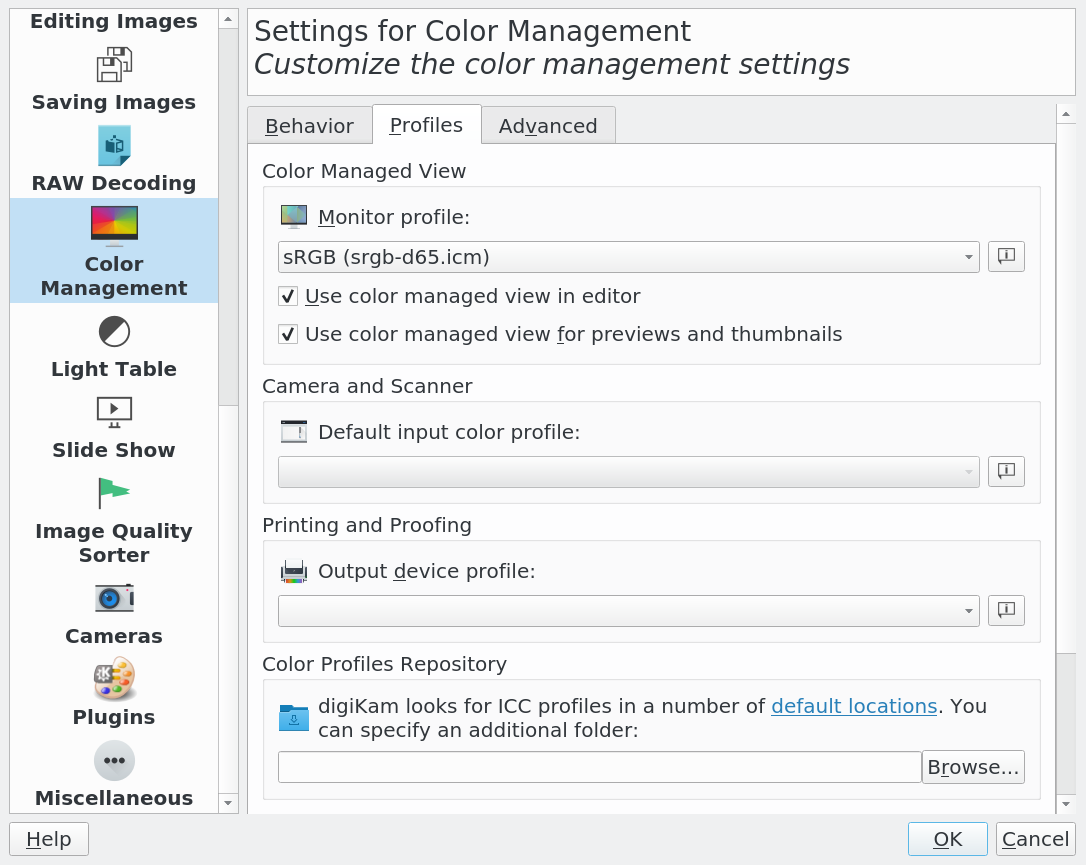 Editing Images
Saving Images
RAW Decoding
Color
Management
Light Table
Slide Show
Image Quality
Sorter
Cameras
Plugins
Miscellaneous
Settings for Color Management
Customize the color management settings
Behavior Profiles Advanced
Color Managed View
Monitor profile:
sRGB (srgb-d65.icm)
Use color managed view in editor
Use color managed view for previews and thumbnails
Camera and Scanner
Default input color profile:
Printing and Proofing
Output device profile:
Color Profiles Repository
digiKam looks for ICC profiles in a number of default locations. You
can specify an additional folder:
Browse...
Help OK Cancel